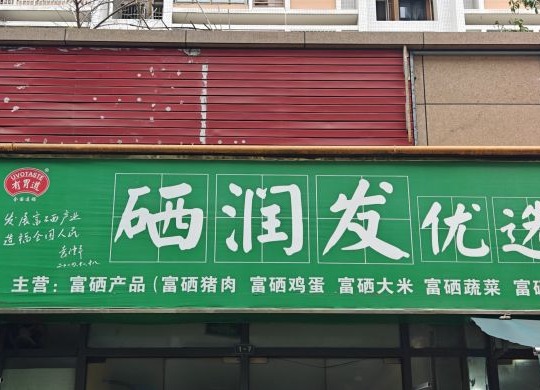 UVOTASTE
有胃道
硒润发优选
发展富硒产业
造福全国人民
主营：富硒产品（富硒猪肉 富硒鸡蛋 富硒大米 富硒蔬菜 富硒
1-7